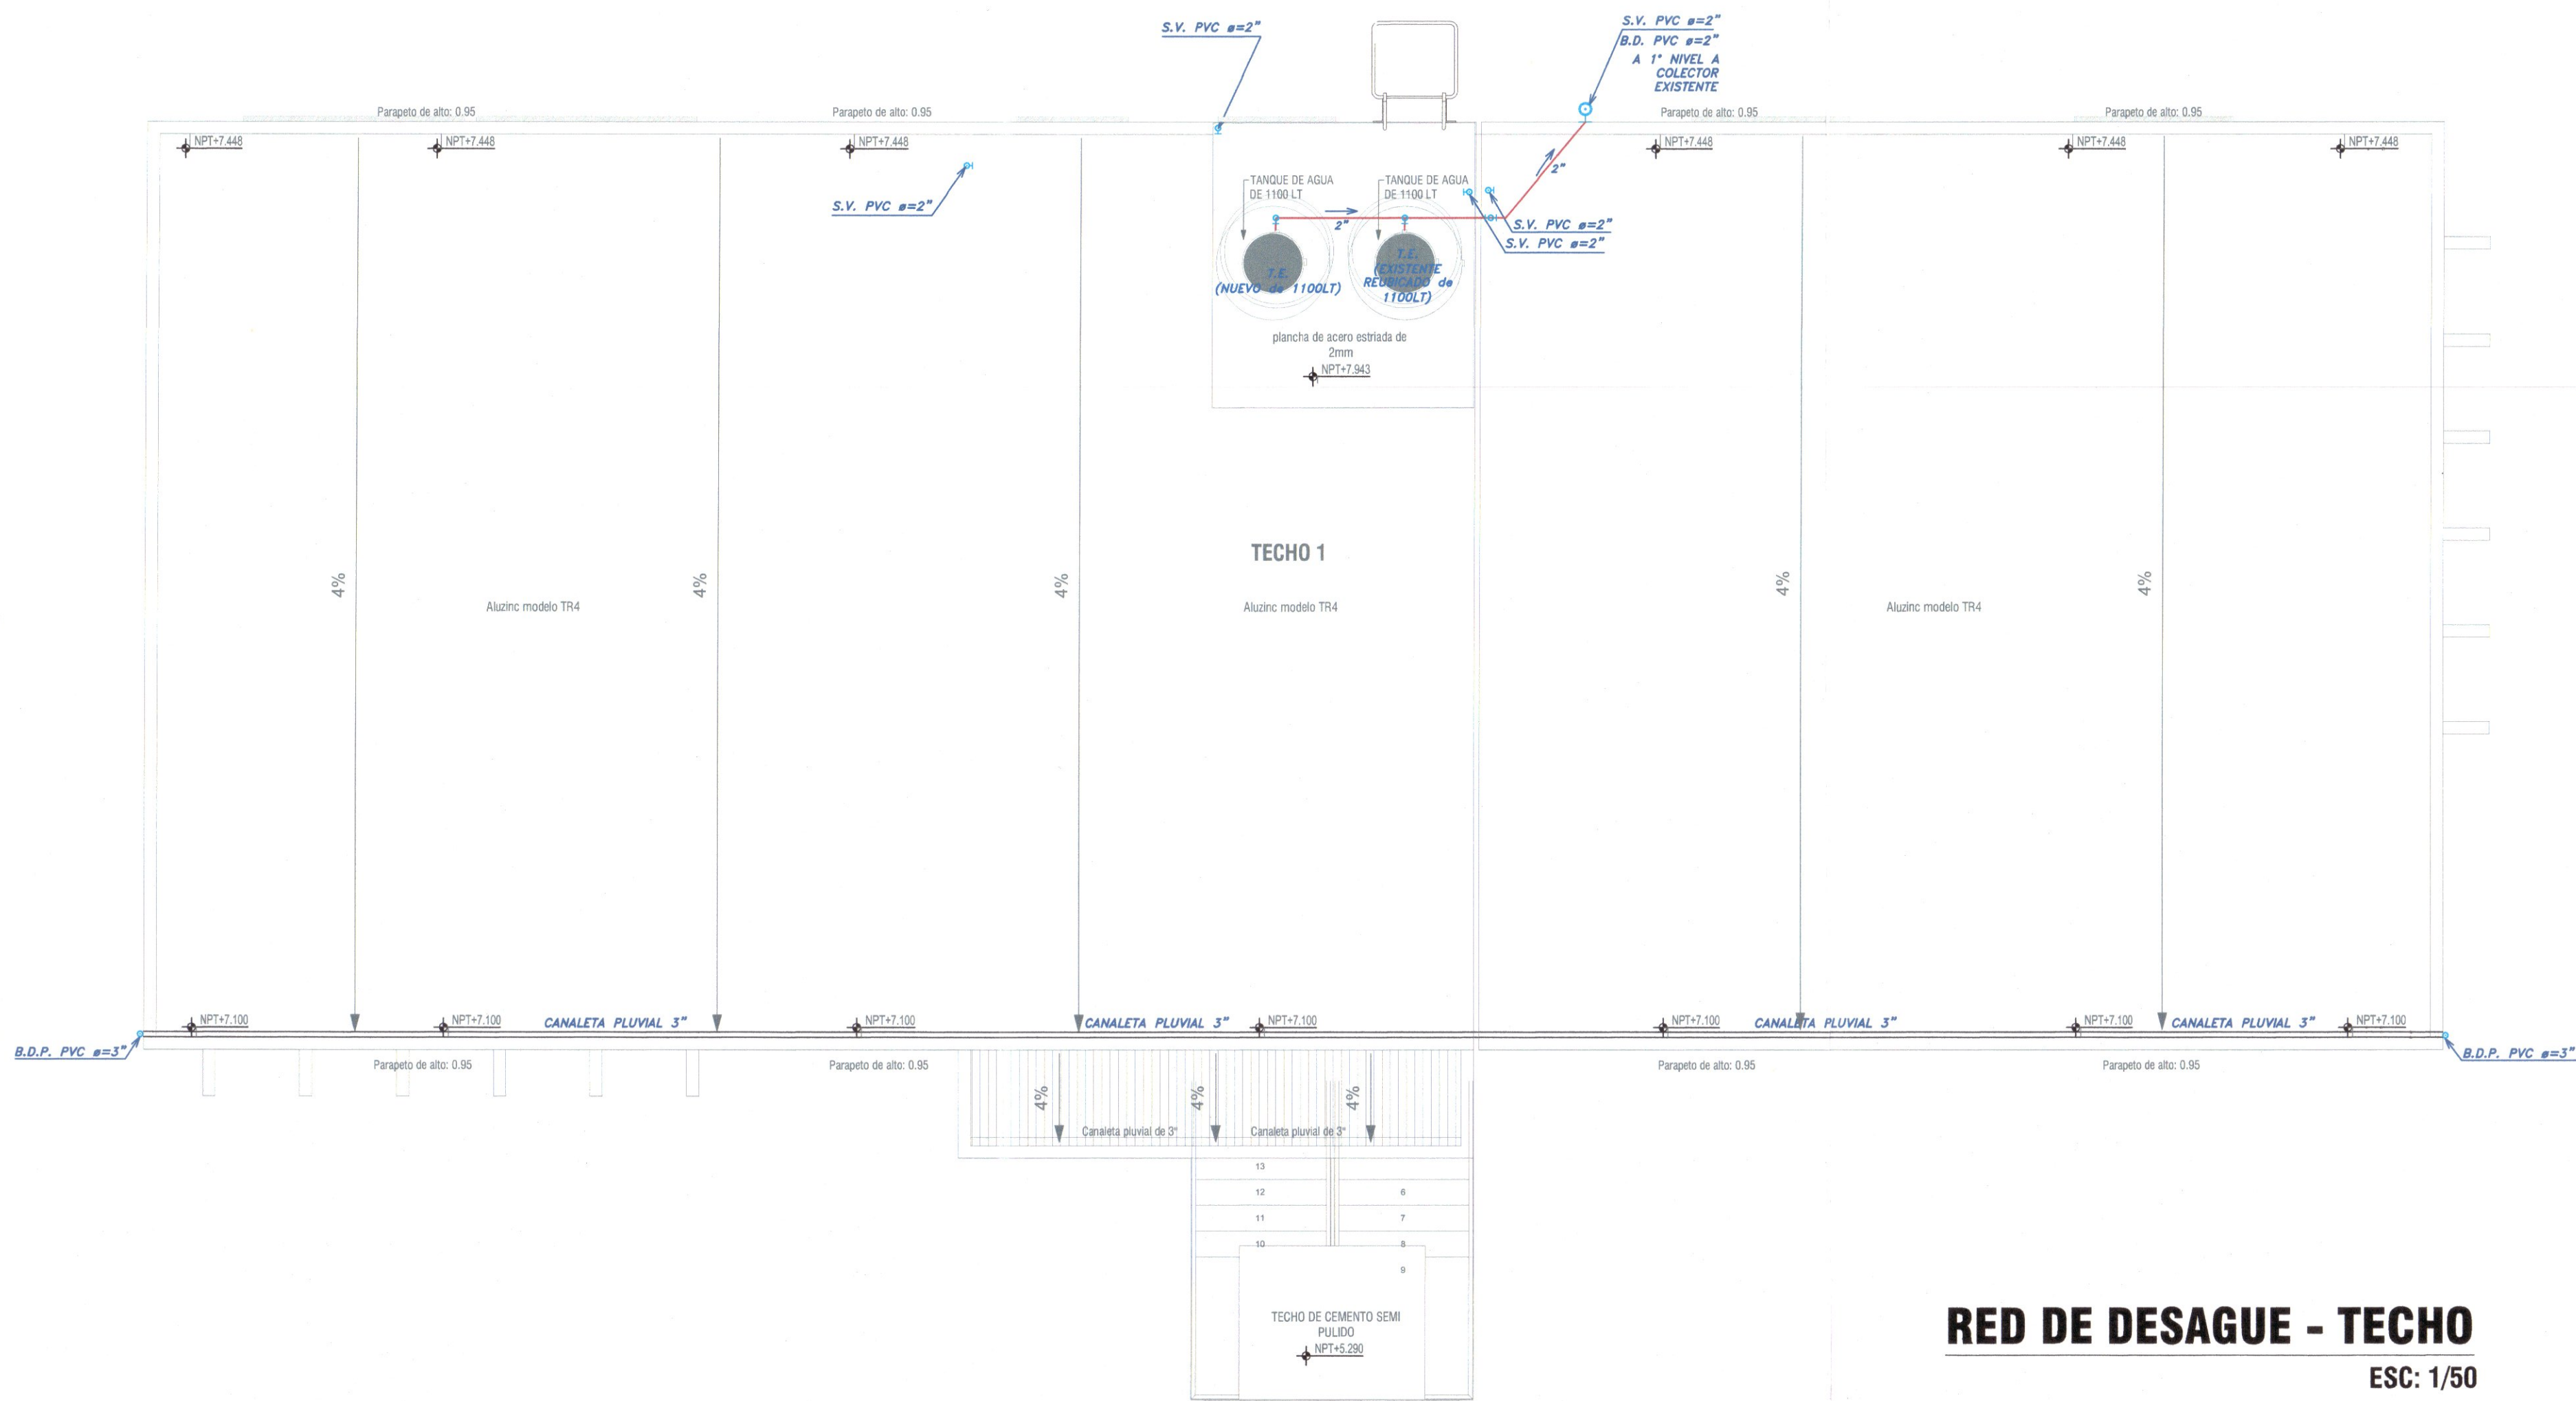 S.V. PVC ø=2"
S.V. PVC ø=2"
B.D. PVC ø=2"
A 1° NIVEL A
COLECTOR
EXISTENTE
Parapeto de alto: 0.95
Parapeto de alto: 0.95
Parapeto de alto: 0.95
Parapeto de alto: 0.95
NPT+7.448
NPT+7.448
NPT+7.448
NPT+7.448
NPT+7.448
NPT+7.448
S.V. PVC ø=2"
TANQUE DE AGUA
DE 1100 LT
TANQUE DE AGUA
DE 1100 LT
2"
2"
S.V. PVC ø=2"
S.V. PVC ø=2"
T.E.
(NUEVO de 1100LT)
T.E.
(EXISTENTE
REUBICADO de
1100LT)
plancha de acero estriada de
2mm
NPT+7.943
TECHO 1
4%
4%
4%
4%
4%
Aluzinc modelo TR4
Aluzinc modelo TR4
Aluzinc modelo TR4
NPT+7.100
NPT+7.100
CANALETA PLUVIAL 3"
NPT+7.100
CANALETA PLUVIAL 3"
NPT+7.100
NPT+7.100
CANALETA PLUVIAL 3"
NPT+7.100
CANALETA PLUVIAL 3"
NPT+7.100
B.D.P. PVC ø=3"
B.D.P. PVC ø=3"
Parapeto de alto: 0.95
Parapeto de alto: 0.95
Parapeto de alto: 0.95
Parapeto de alto: 0.95
4%
4%
4%
Canaleta pluvial de 3"
Canaleta pluvial de 3"
13
12
11
10
6
7
8
9
TECHO DE CEMENTO SEMI
PULIDO
NPT+5.290
RED DE DESAGUE - TECHO
ESC: 1/50